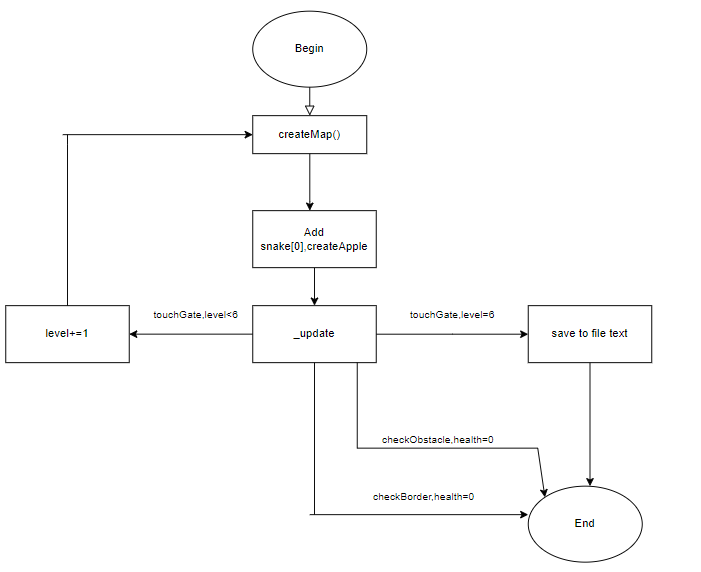 Begin
createMap()
Add
snake[0],createApple
touchGate,level<6
touchGate,level=6
level+=1
_update
save to file text
checkObstacle,health=0
checkBorder,health=0
End